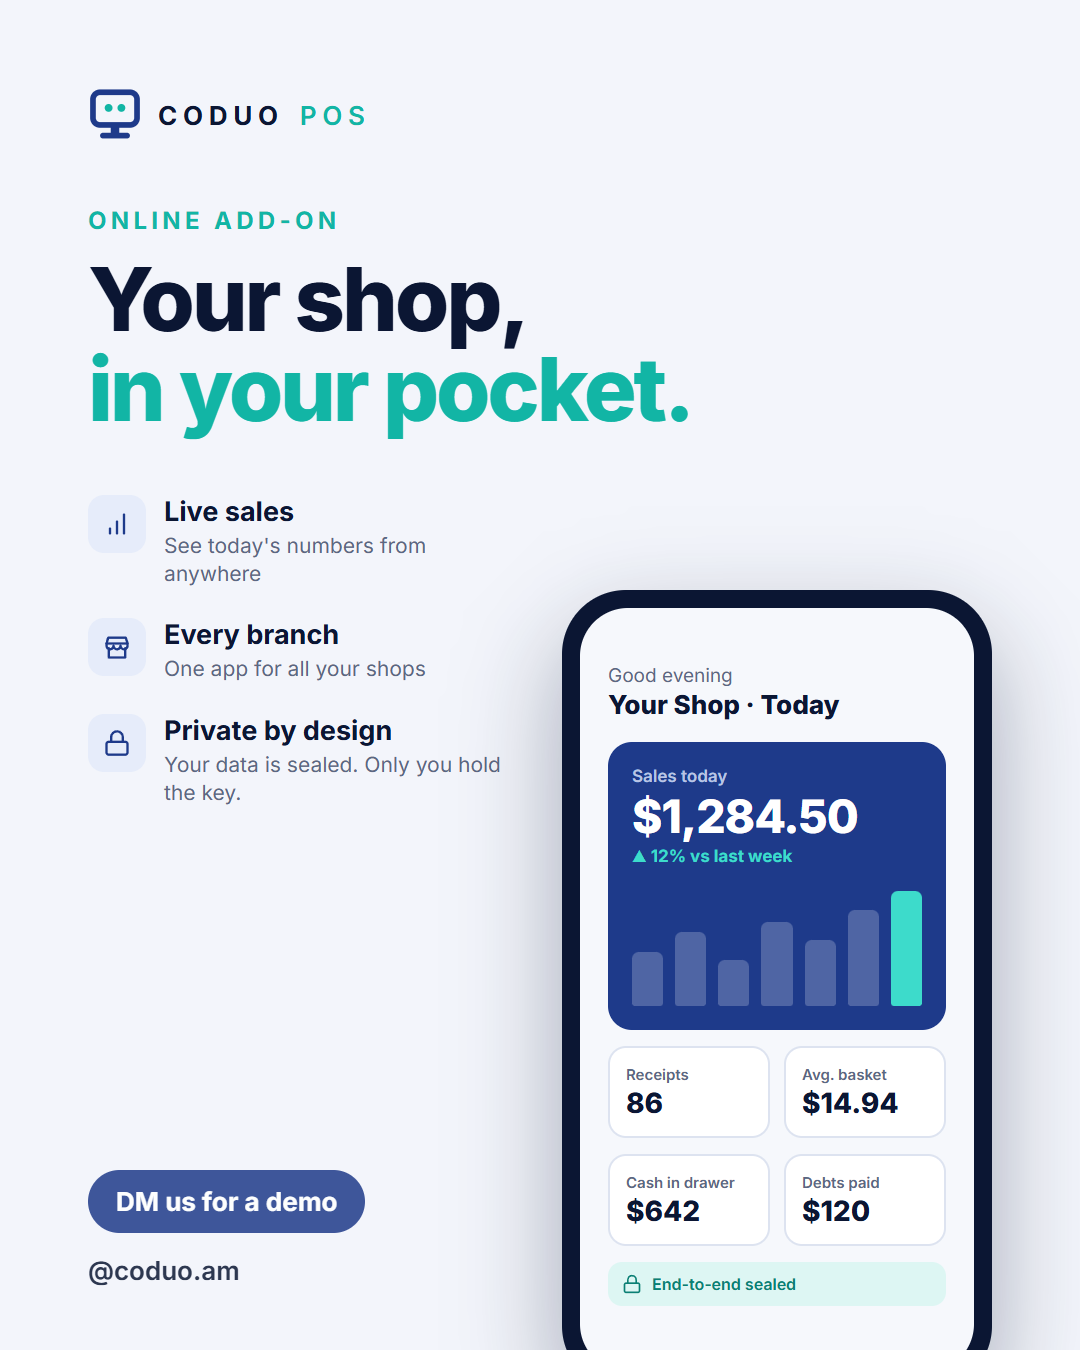 CODUO POS
ONLINE ADD-ON
Your shop,
in your pocket.
Live sales
See today's numbers from
anywhere
Every branch
One app for all your shops
Private by design
Your data is sealed. Only you hold
the key.
DM us for a demo
@coduo.am
Good evening
Your Shop · Today
Sales today
$1,284.50
▲ 12% vs last week
Receipts
86
Avg. basket
$14.94
Cash in drawer
$642
Debts paid
$120
End-to-end sealed